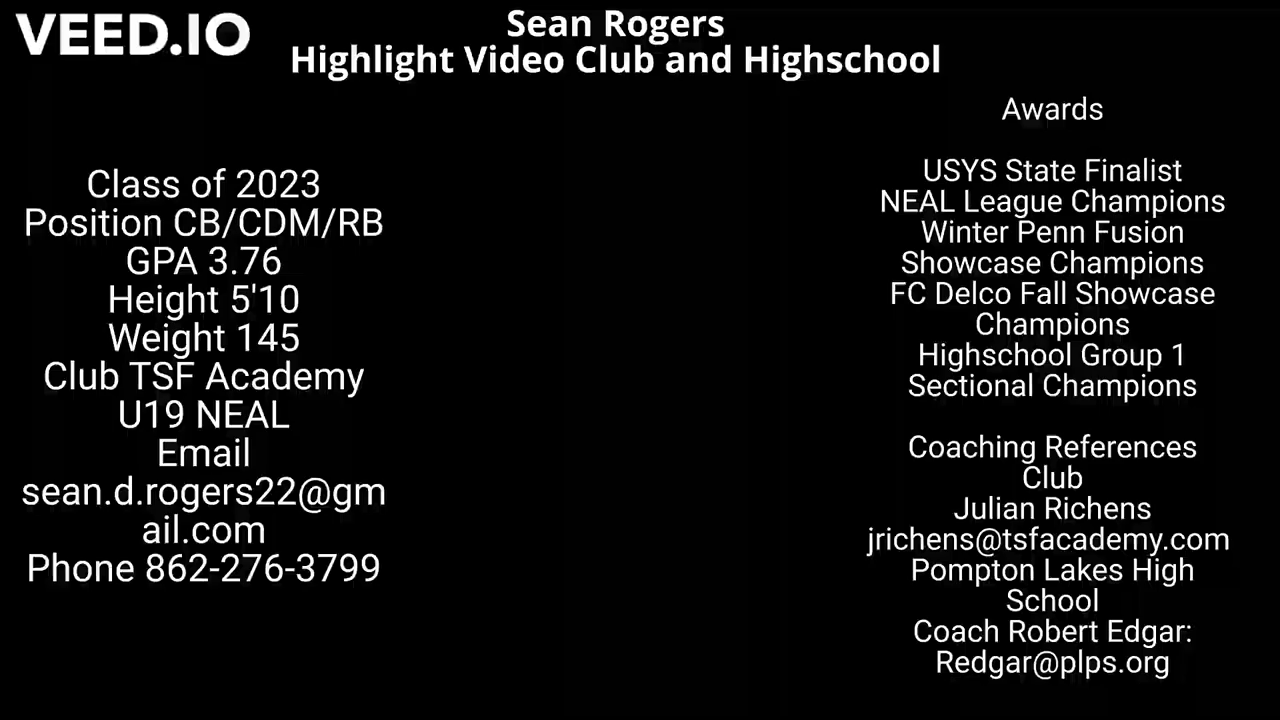 VEED.IO
Sean Rogers
Highlight Video Club and Highschool
Class of 2023
Position CB/CDM/RB
GPA 3.76
Height 5'10
Weight 145
Club TSF Academy
U19 NEAL
Email
sean.d.rogers22@gm
ail.com
Phone 862-276-3799
Awards
USYS State Finalist
NEAL League Champions
Winter Penn Fusion
Showcase Champions
FC Delco Fall Showcase
Champions
Highschool Group 1
Sectional Champions
Coaching References
Club
Julian Richens
jrichens@tsfacademy.com
Pompton Lakes High
School
Coach Robert Edgar:
Redgar@plps.org